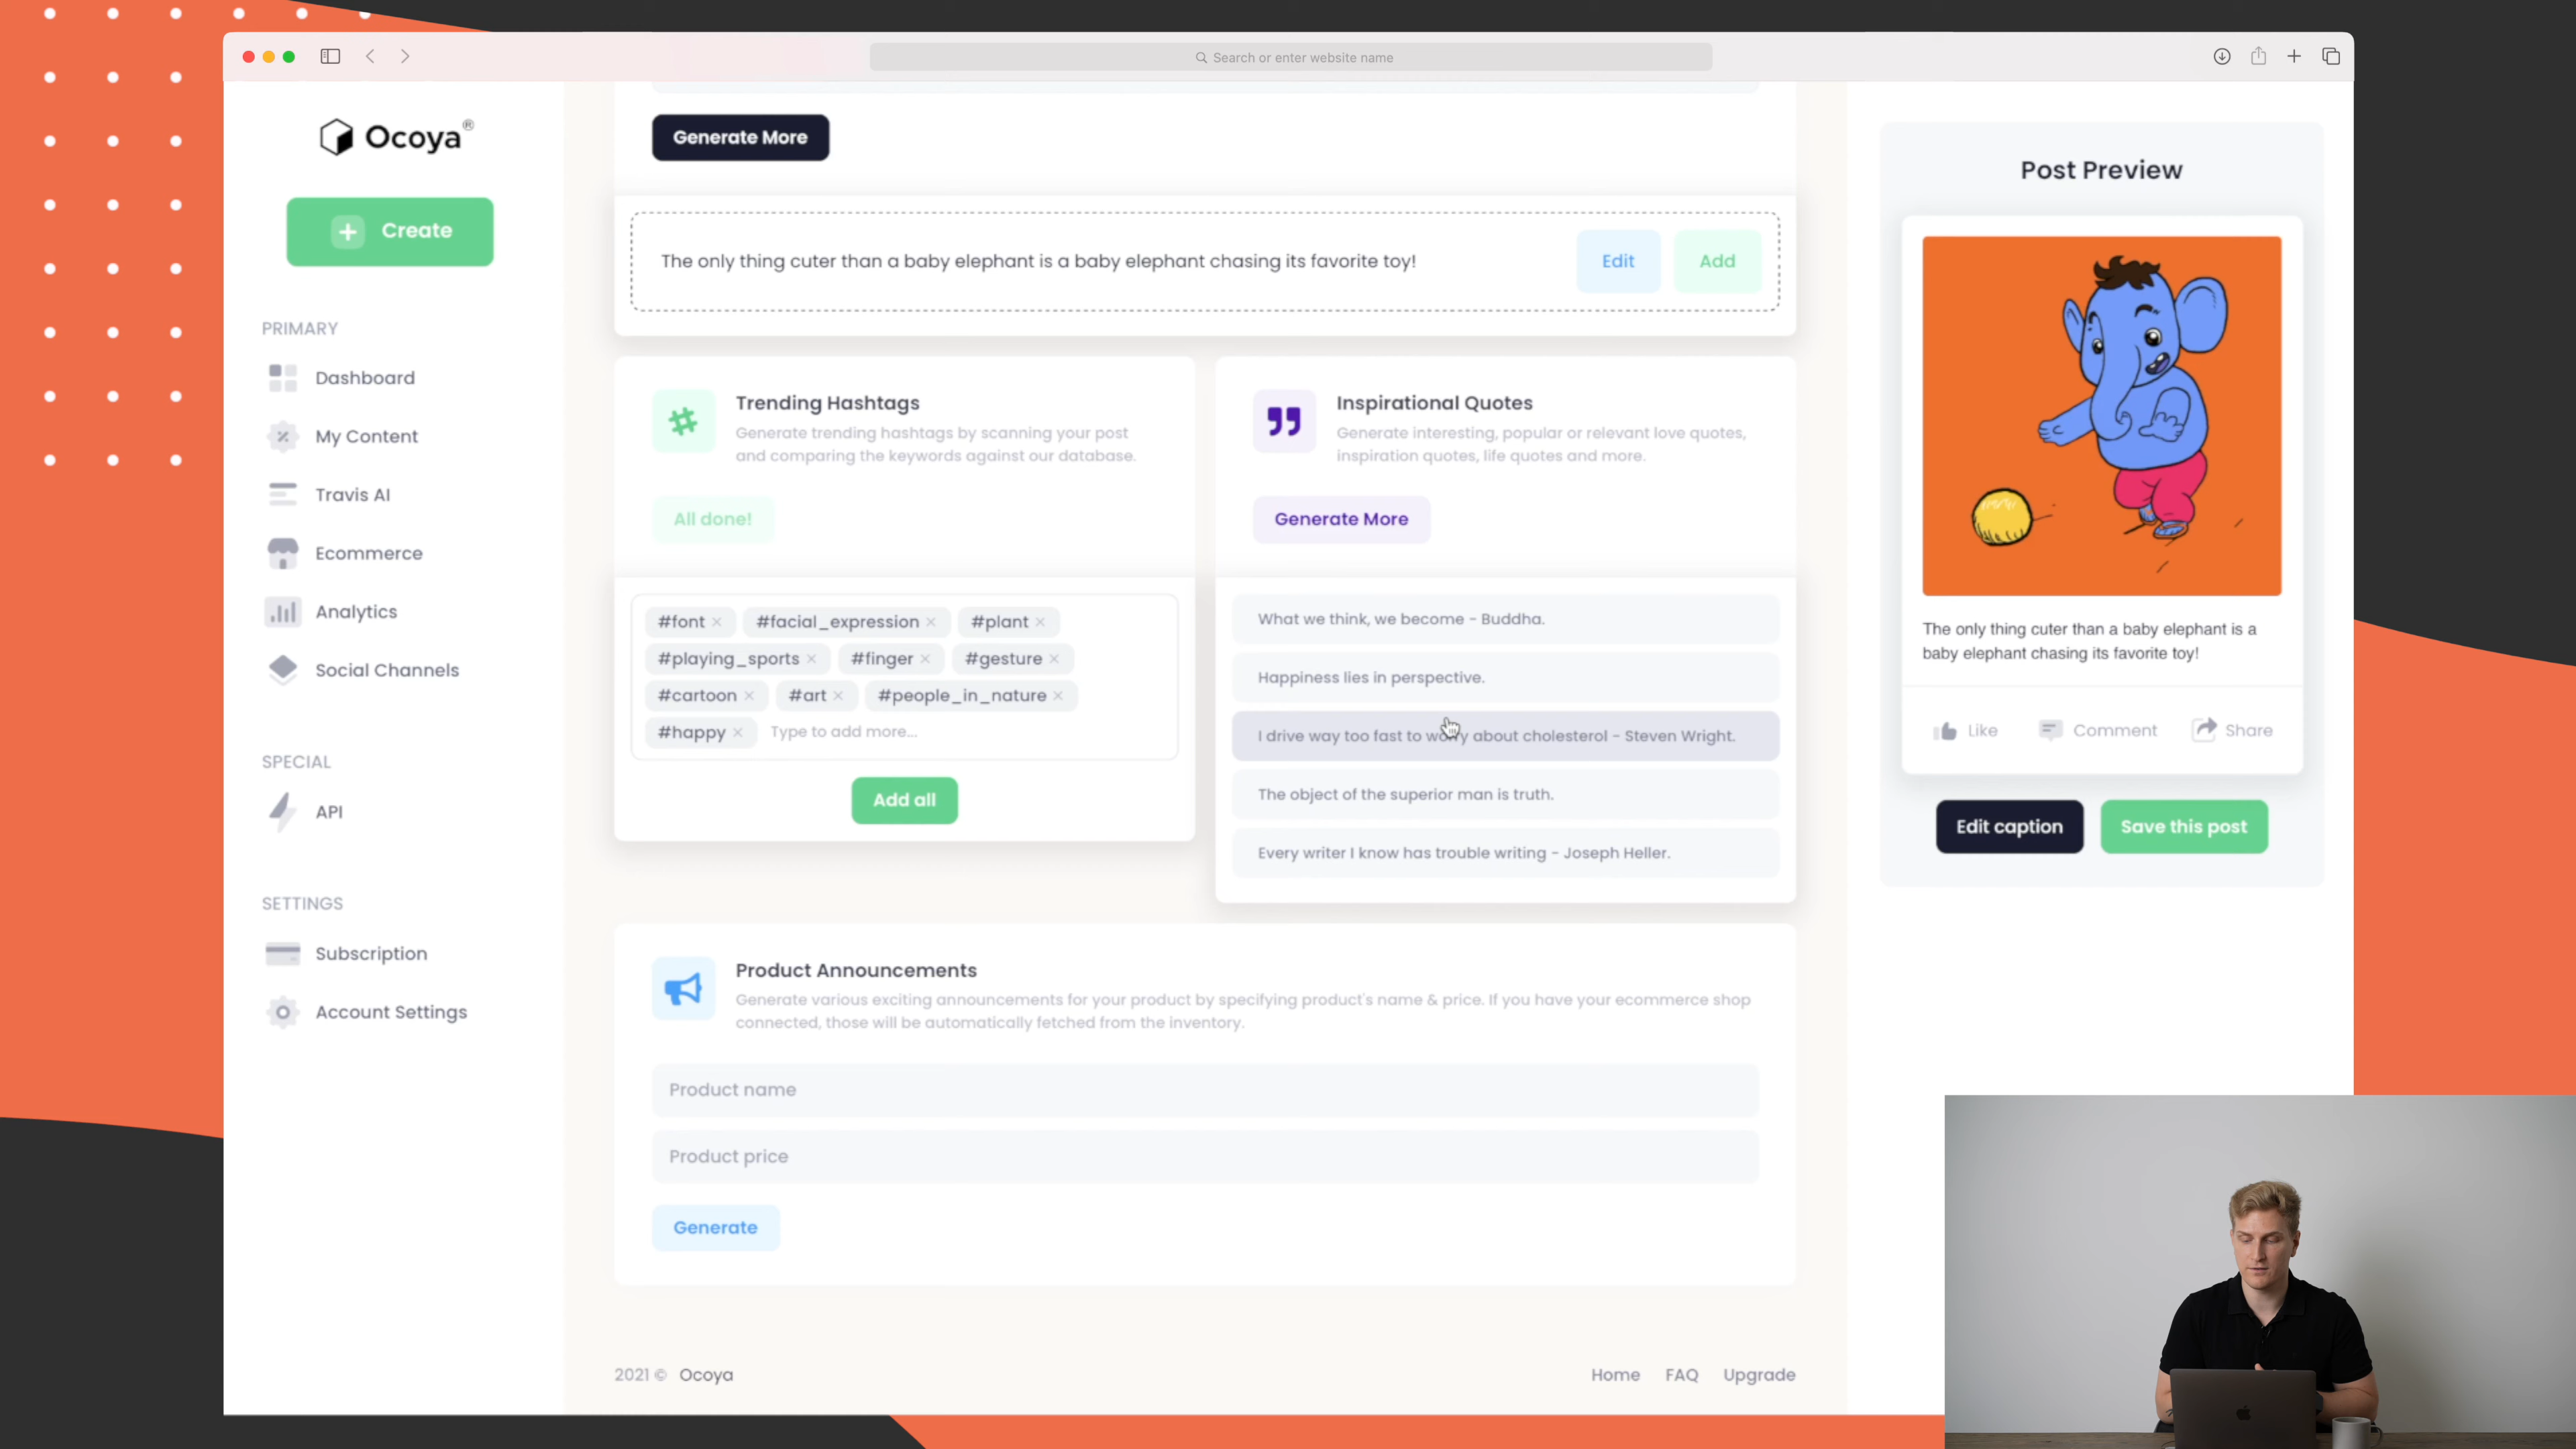 Search or enter website name
Ocoya®
Create
PRIMARY
Dashboard
My Content
Travis AI
Ecommerce
Analytics
Social Channels
SPECIAL
API
SETTINGS
Subscription
Account Settings
Generate More
The only thing cuter than a baby elephant is a baby elephant chasing its favorite toy!
Edit
Add
Trending Hashtags
Generate trending hashtags by scanning your post
and comparing the keywords against our database.
All done!
#font
#facial_expression
#plant
#playing_sports
#finger
#gesture
#cartoon
#art
#people_in_nature
#happy
Type to add more...
Add all
Inspirational Quotes
Generate interesting, popular or relevant love quotes,
inspiration quotes, life quotes and more.
Generate More
What we think, we become - Buddha.
Happiness lies in perspective.
I drive way too fast to worry about cholesterol - Steven Wright.
The object of the superior man is truth.
Every writer I know has trouble writing - Joseph Heller.
Product Announcements
Generate various exciting announcements for your product by specifying product's name & price. If you have your ecommerce shop
connected, those will be automatically fetched from the inventory.
Product name
Product price
Generate
2021 © Ocoya
Home
FAQ
Upgrade
Post Preview
The only thing cuter than a baby elephant is a
baby elephant chasing its favorite toy!
Like
Comment
Share
Edit caption
Save this post